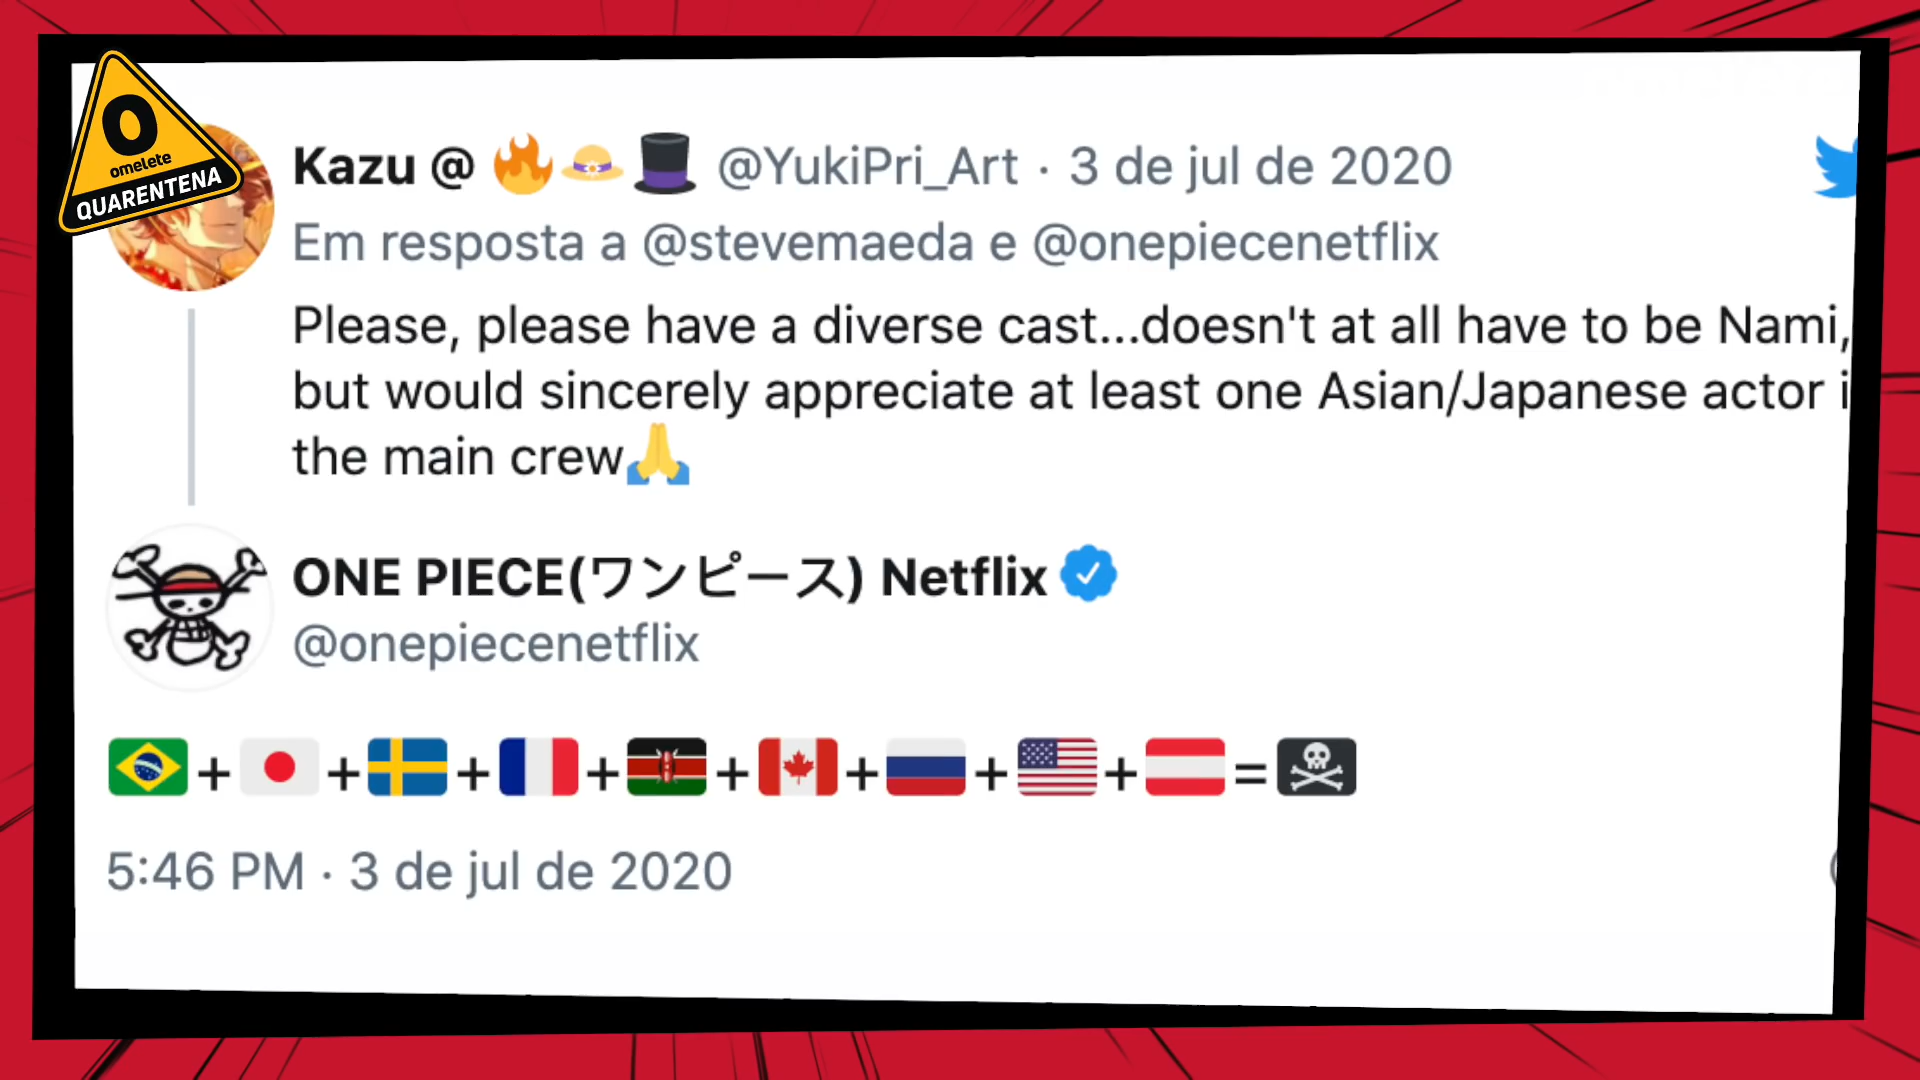 O
omelete
QUARENTENA
Kazu @ 🔥👒🎩 @YukiPri_Art · 3 de jul de 2020
Em resposta a @stevemaeda e @onepiecenetflix
Please, please have a diverse cast...doesn't at all have to be Nami,
but would sincerely appreciate at least one Asian/Japanese actor i
the main crew🙏
ONE PIECE(ワンピース) Netflix
@onepiecenetflix
🇧🇷+🇯🇵+🇸🇪+🇫🇷+🇰🇪+🇨🇦+🇷🇺+🇺🇸+🇦🇹=🏴‍☠️
5:46 PM · 3 de jul de 2020